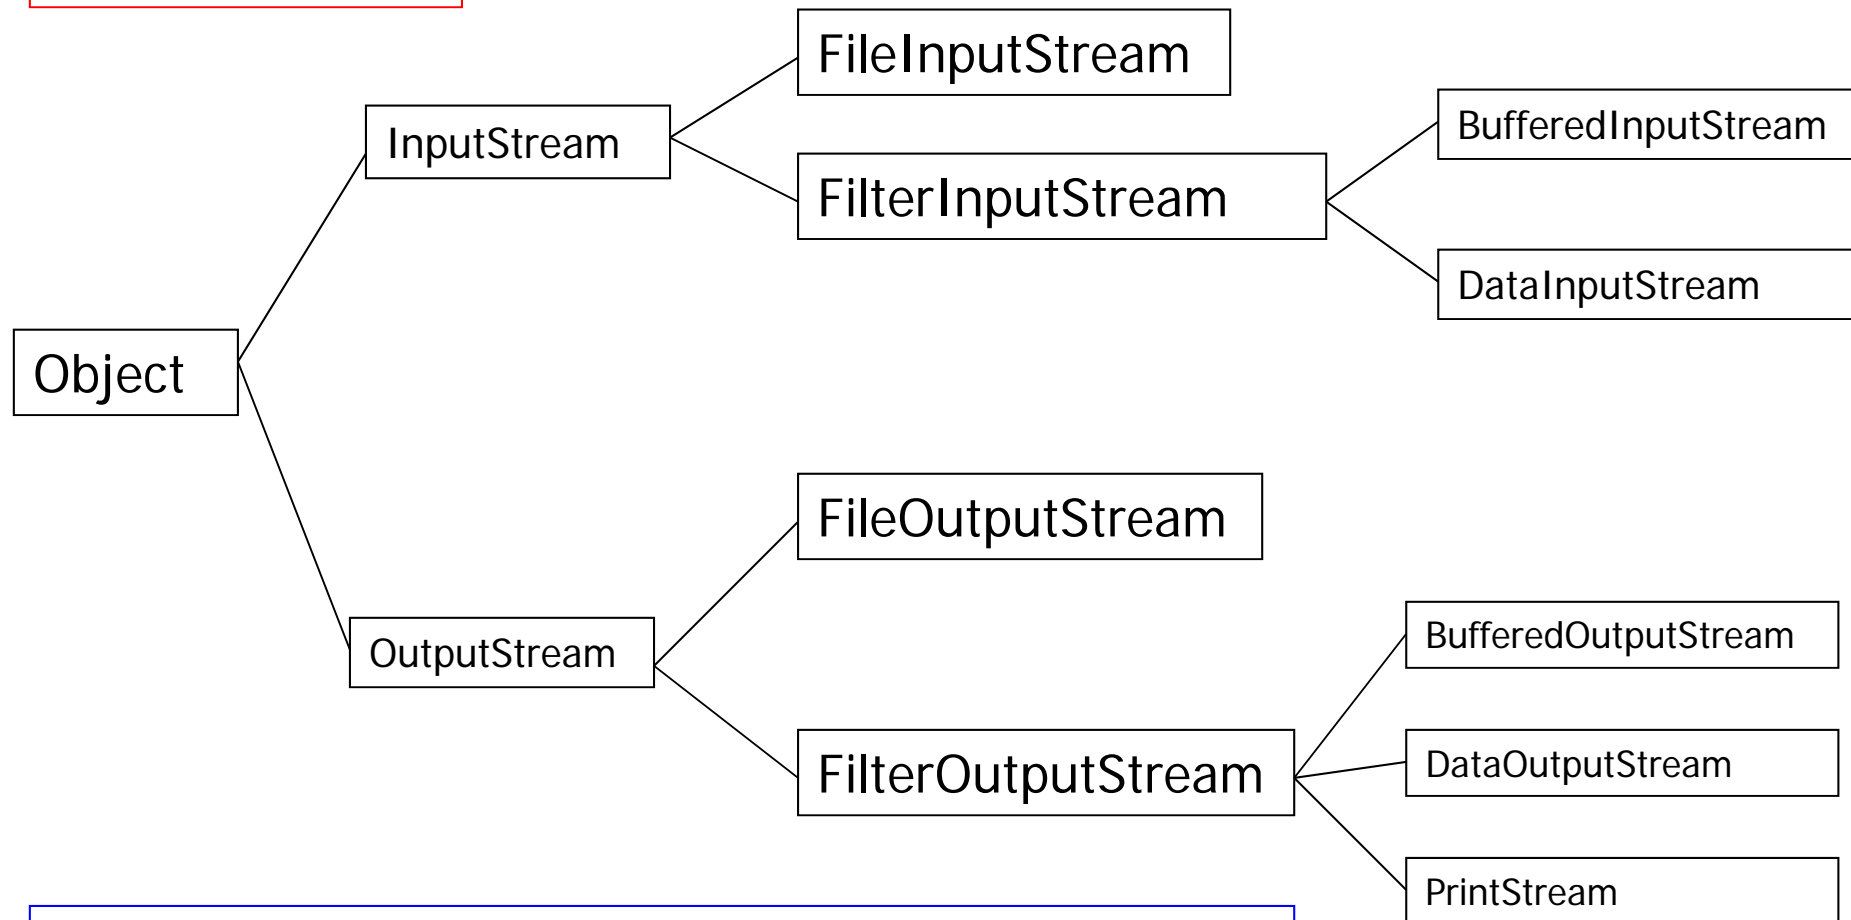 FileInputStream
BufferedInputStream
InputStream
FilterInputStream
DataInputStream
Object
FileOutputStream
BufferedOutputStream
OutputStream
DataOutputStream
FilterOutputStream
PrintStream